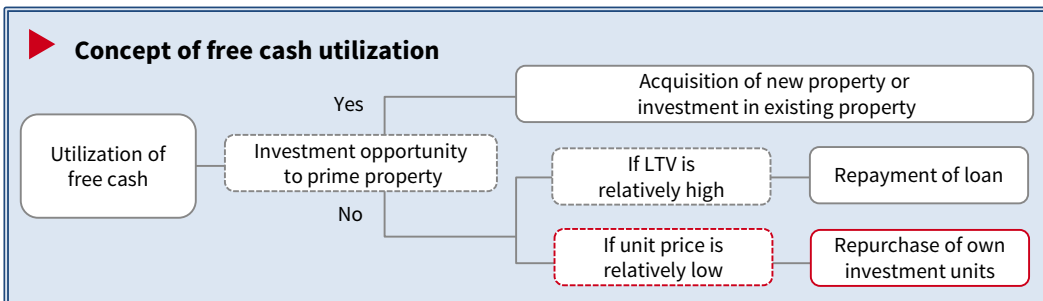 Concept of free cash utilization
Utilization of
free cash
Investment opportunity
to prime property
Yes
Acquisition of new property or
investment in existing property
No
If LTV is
relatively high
Repayment of loan
If unit price is
relatively low
Repurchase of own
investment units